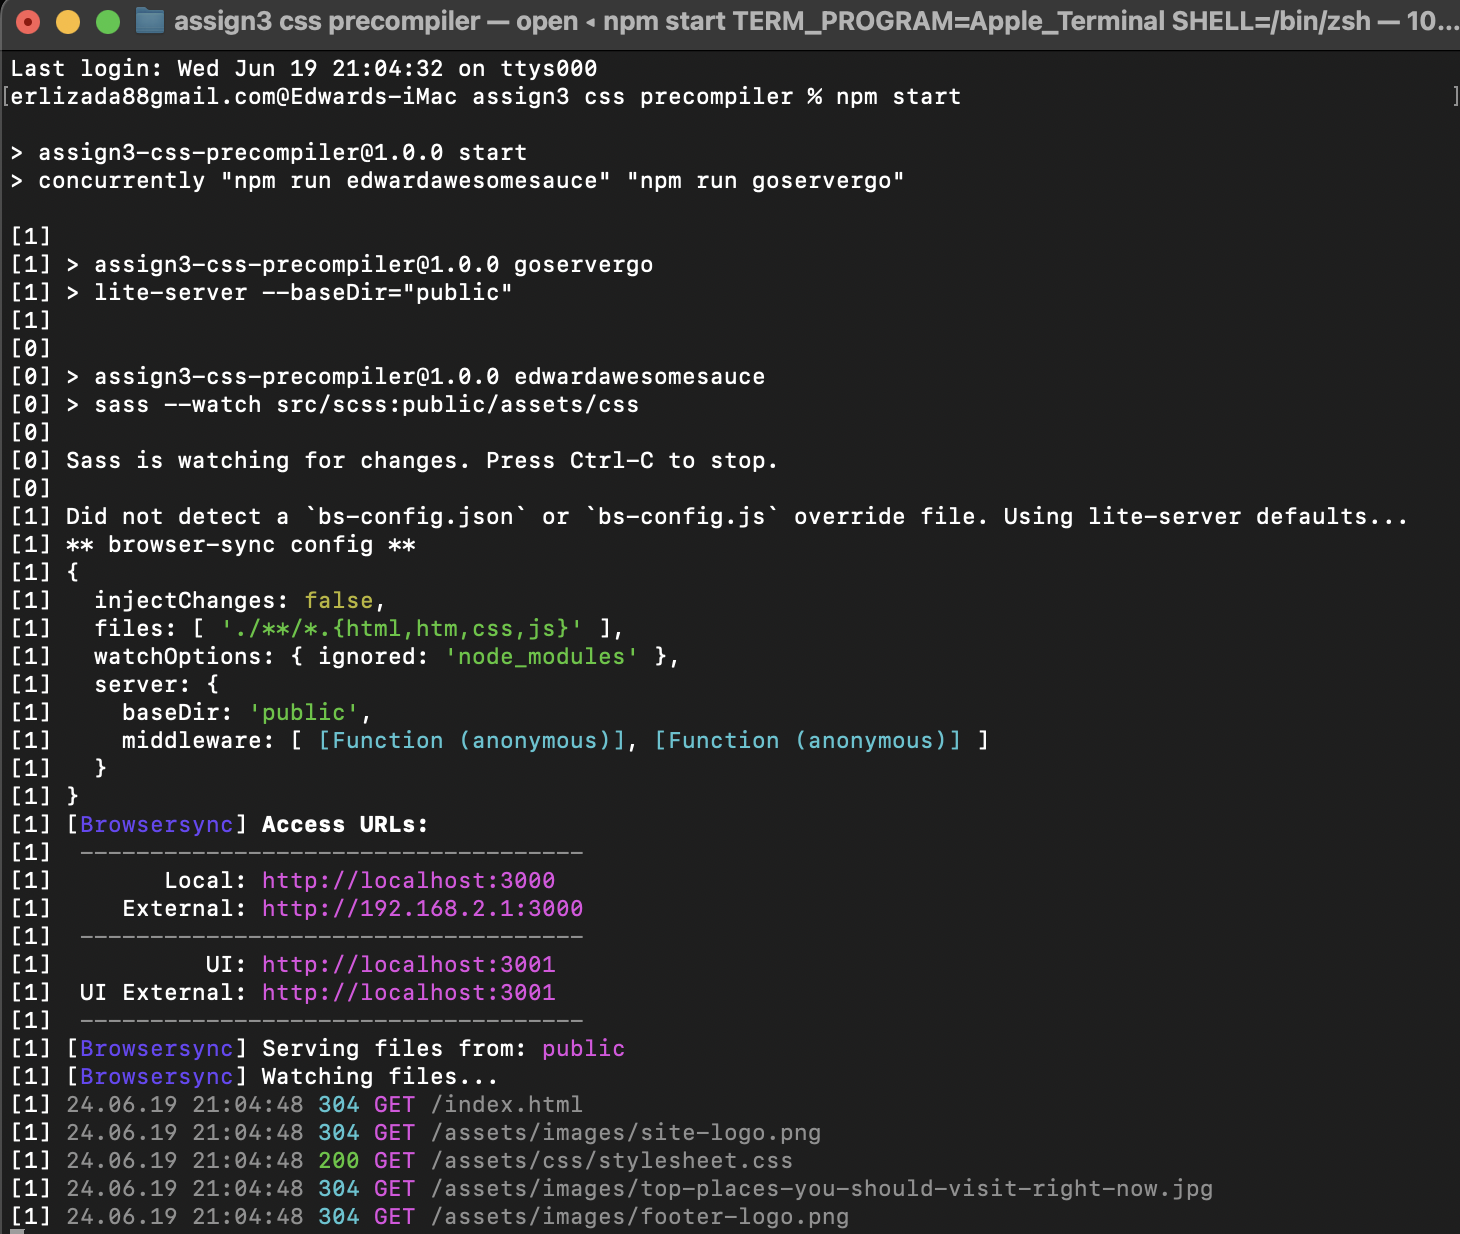 assign3 css precompiler — open ◂ npm start TERM_PROGRAM=Apple_Terminal SHELL=/bin/zsh — 10...
Last login: Wed Jun 19 21:04:32 on ttys000
[erlizada88gmail.com@Edwards-iMac assign3 css precompiler % npm start ]
> assign3-css-precompiler@1.0.0 start
> concurrently "npm run edwardawesomesauce" "npm run goservergo"
[1]
[1] > assign3-css-precompiler@1.0.0 goservergo
[1] > lite-server --baseDir="public"
[1]
[0]
[0] > assign3-css-precompiler@1.0.0 edwardawesomesauce
[0] > sass --watch src/scss:public/assets/css
[0]
[0] Sass is watching for changes. Press Ctrl-C to stop.
[0]
[1] Did not detect a `bs-config.json` or `bs-config.js` override file. Using lite-server defaults...
[1] ** browser-sync config **
[1] {
[1]   injectChanges: false,
[1]   files: [ './**/*.{html,htm,css,js}' ],
[1]   watchOptions: { ignored: 'node_modules' },
[1]   server: {
[1]     baseDir: 'public',
[1]     middleware: [ [Function (anonymous)], [Function (anonymous)] ]
[1]   }
[1] }
[1] [Browsersync] Access URLs:
[1]  ------------------------------------
[1]        Local: http://localhost:3000
[1]     External: http://192.168.2.1:3000
[1]  ------------------------------------
[1]           UI: http://localhost:3001
[1]  UI External: http://localhost:3001
[1]  ------------------------------------
[1] [Browsersync] Serving files from: public
[1] [Browsersync] Watching files...
[1] 24.06.19 21:04:48 304 GET /index.html
[1] 24.06.19 21:04:48 304 GET /assets/images/site-logo.png
[1] 24.06.19 21:04:48 200 GET /assets/css/stylesheet.css
[1] 24.06.19 21:04:48 304 GET /assets/images/top-places-you-should-visit-right-now.jpg
[1] 24.06.19 21:04:48 304 GET /assets/images/footer-logo.png